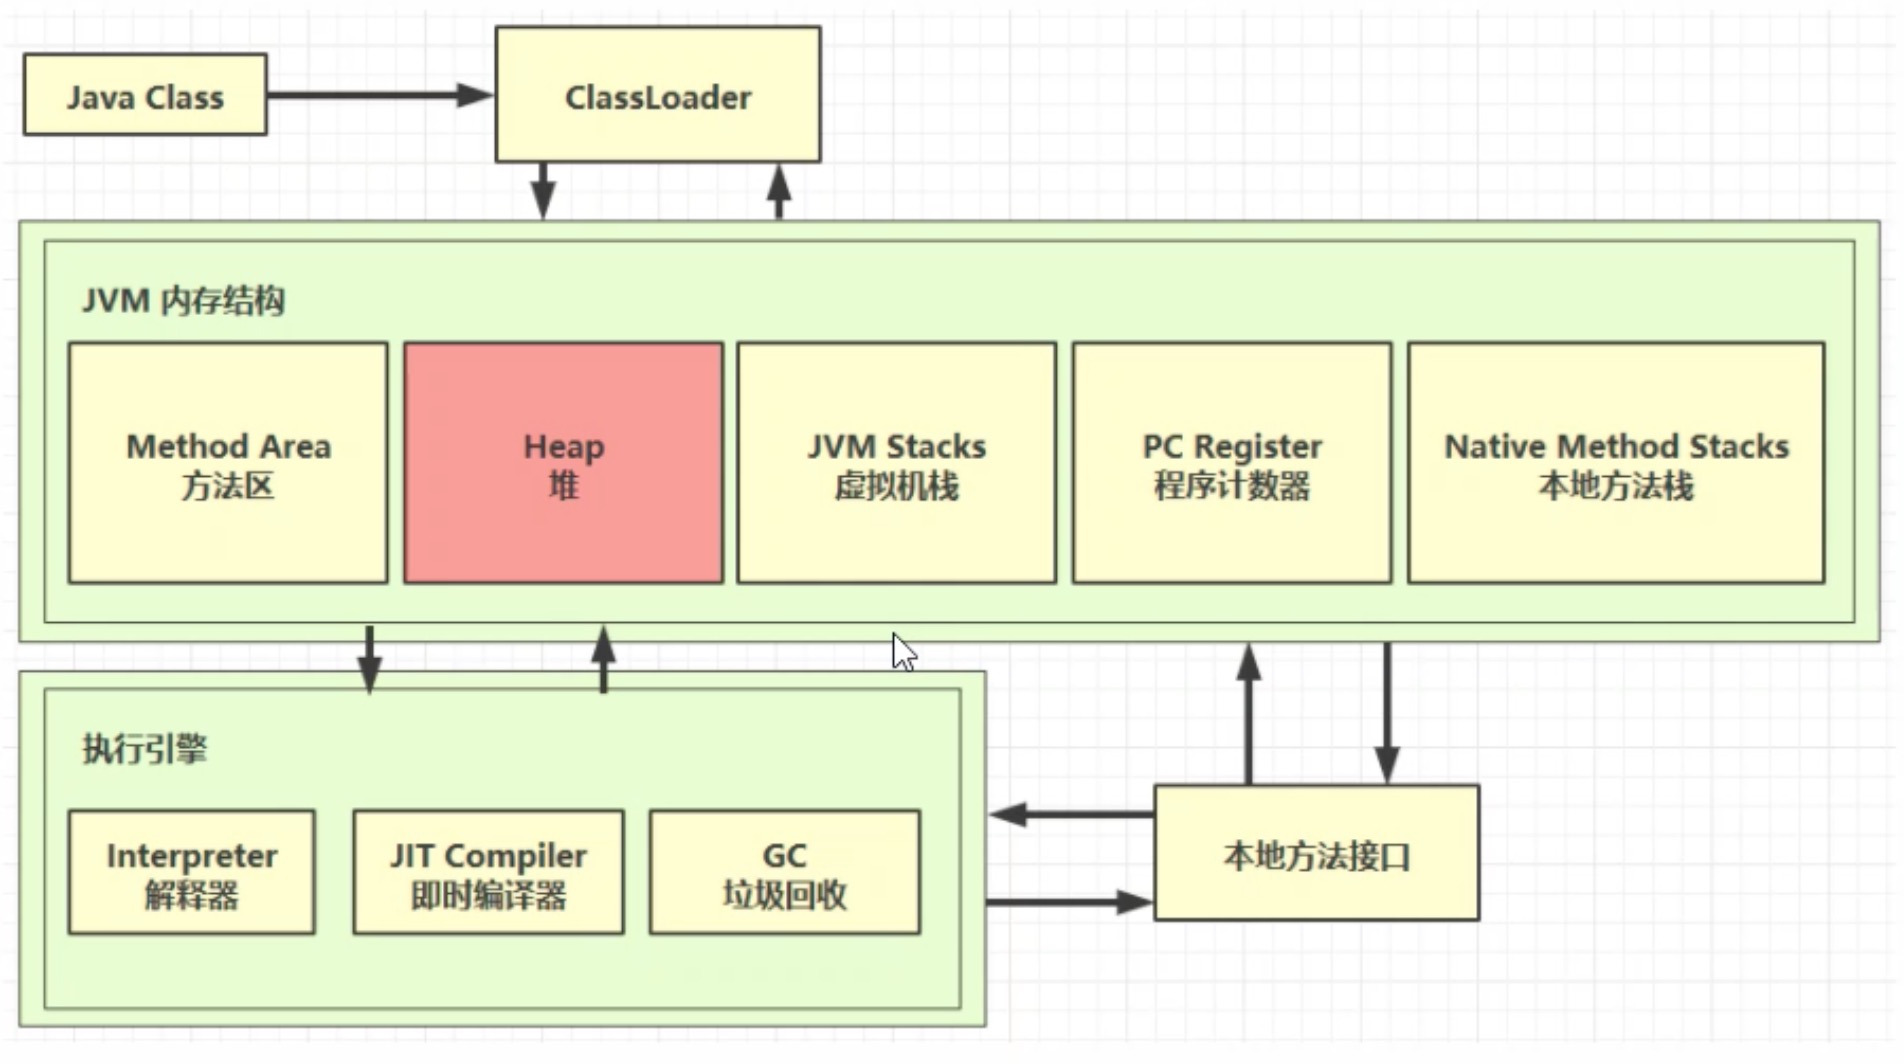 Java Class
ClassLoader
JVM 内存结构
Method Area
方法区
Heap
堆
JVM Stacks
虚拟机栈
PC Register
程序计数器
Native Method Stacks
本地方法栈
执行引擎
Interpreter
解释器
JIT Compiler
即时编译器
GC
垃圾回收
本地方法接口